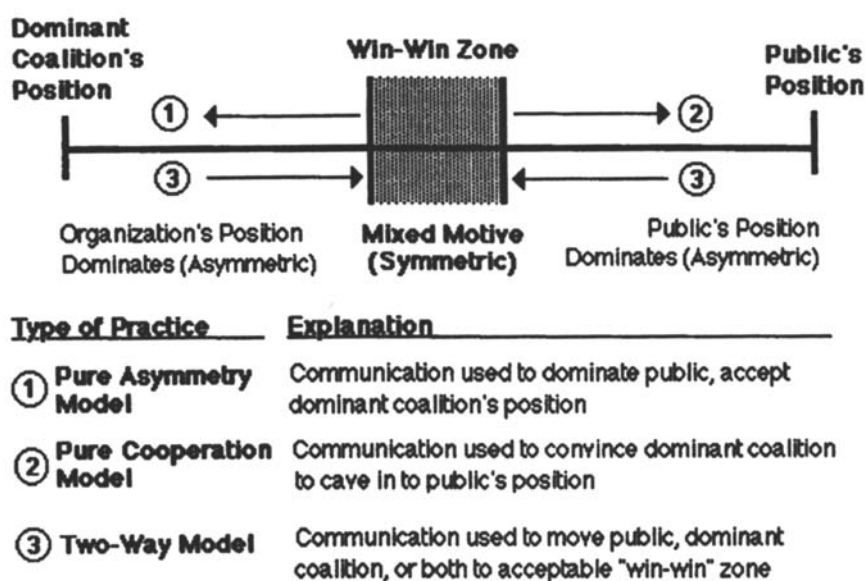 Dominant
Coalition's
Position
Win-Win Zone
Public's
Position
1
2
3
3
Organization's Position
Dominates (Asymmetric)
Mixed Motive
(Symmetric)
Public's Position
Dominates (Asymmetric)
Type of Practice
Explanation
1 Pure Asymmetry
Model
Communication used to dominate public, accept
dominant coalition's position
2 Pure Cooperation
Model
Communication used to convince dominant coalition
to cave in to public's position
3 Two-Way Model
Communication used to move public, dominant
coalition, or both to acceptable "win-win" zone